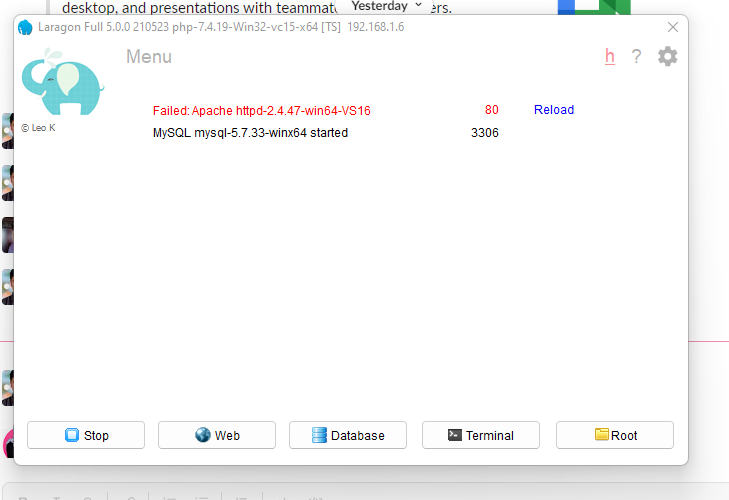 desktop, and presentations with teammat
Yesterday
ers.
Laragon Full 5.0.0 210523 php-7.4.19-Win32-vc15-x64 [TS] 192.168.1.6
Menu
h ?
© Leo K
Failed: Apache httpd-2.4.47-win64-VS16 80 Reload
MySQL mysql-5.7.33-winx64 started 3306
Stop Web Database Terminal Root